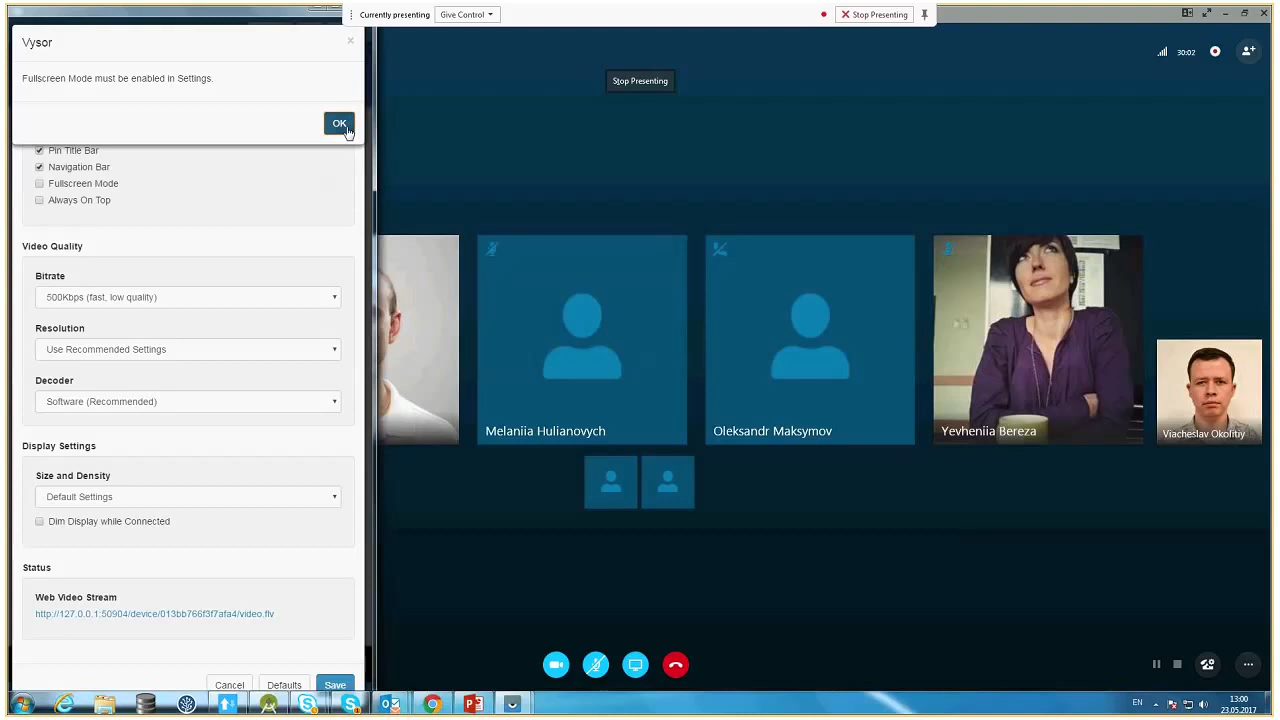 Currently presenting
Give Control
Stop Presenting
Vysor
Fullscreen Mode must be enabled in Settings.
OK
Pin Title Bar
Navigation Bar
Fullscreen Mode
Always On Top
Video Quality
Bitrate
500Kbps (fast, low quality)
Resolution
Use Recommended Settings
Decoder
Software (Recommended)
Display Settings
Size and Density
Default Settings
Dim Display while Connected
Status
Web Video Stream
http://127.0.0.1:50904/device/013bb766f3f7afa4/video.flv
Cancel
Defaults
Save
Stop Presenting
30:02
Melaniia Hulianovych
Oleksandr Maksymov
Yevheniia Bereza
Viacheslav Okolitiy
EN
13:00
23.05.2017